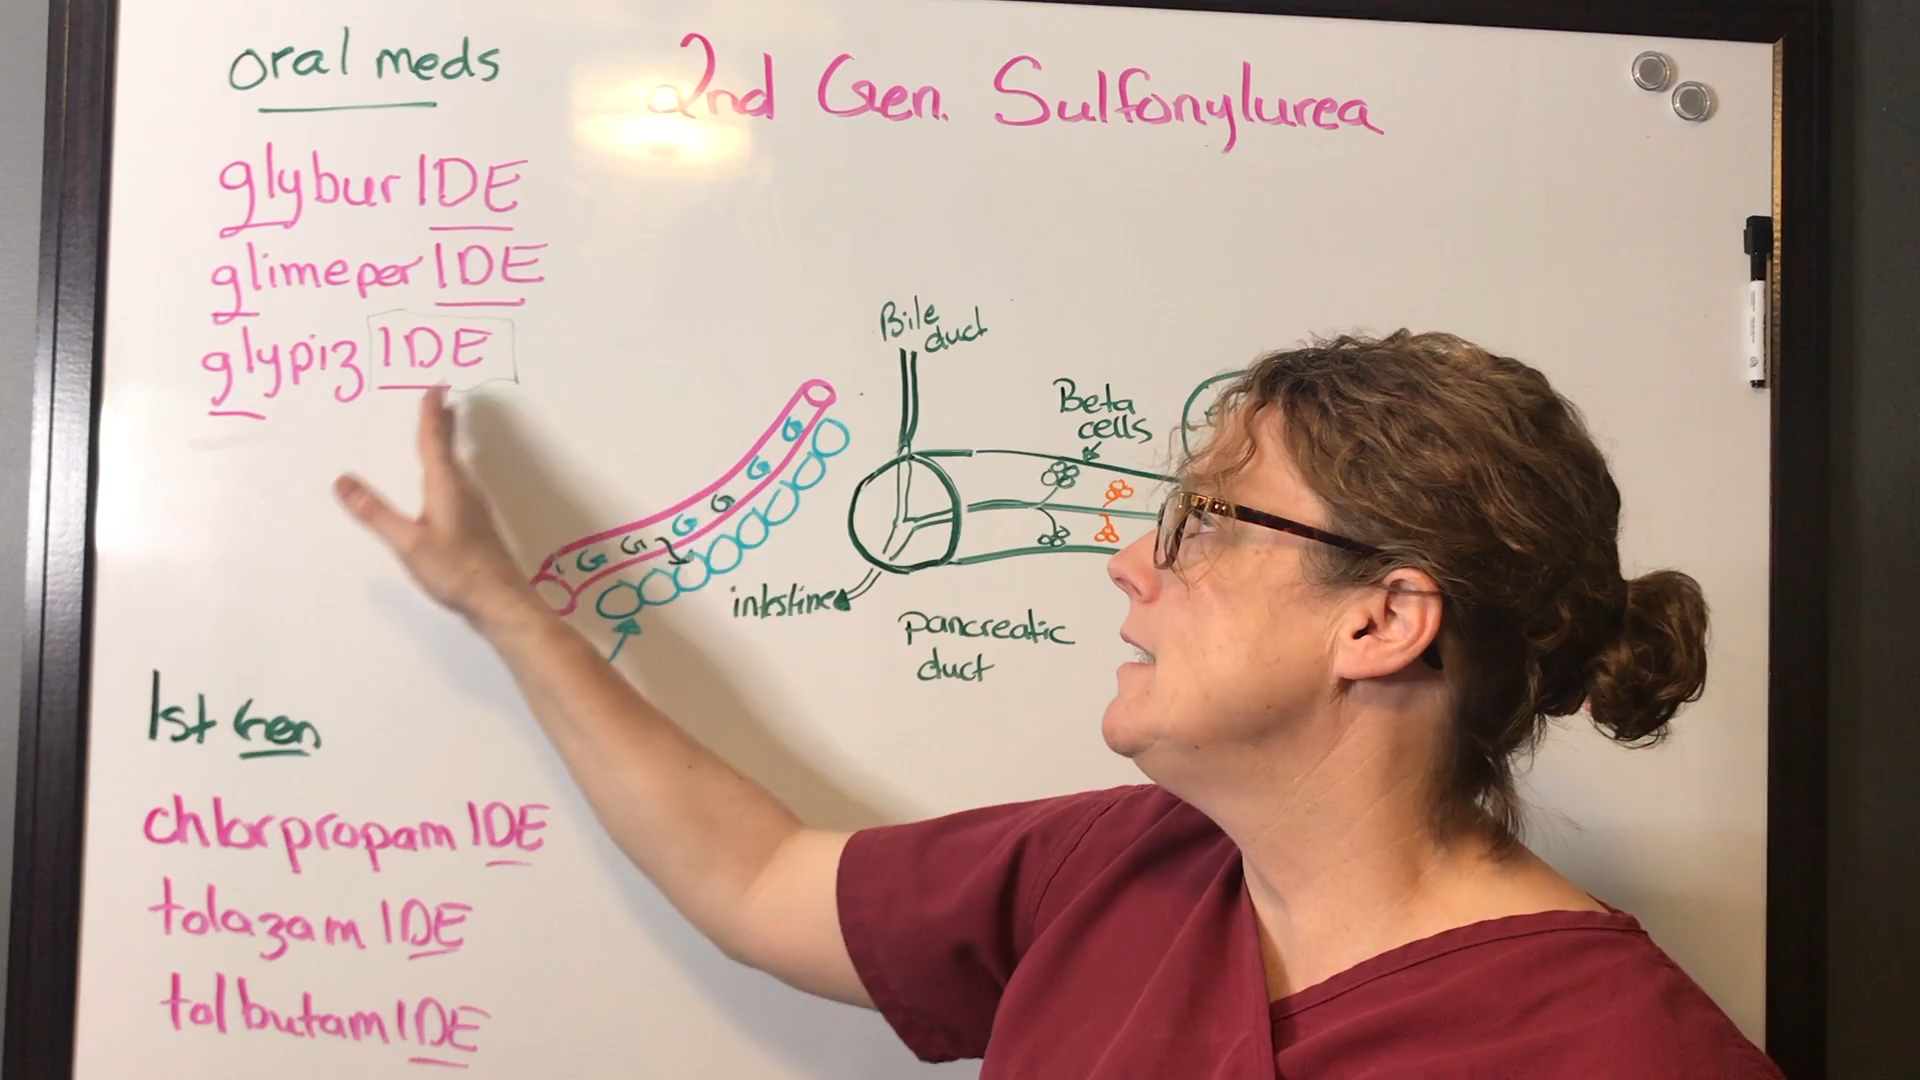 oral meds
2nd Gen. Sulfonylurea
glyburIDE
glimeperIDE
glypizIDE
Bile
duct
Beta
cells
G
G
G
G
G
G
intestine
pancreatic
duct
1st Gen
chlorpropamIDE
tolazamIDE
tolbutamIDE